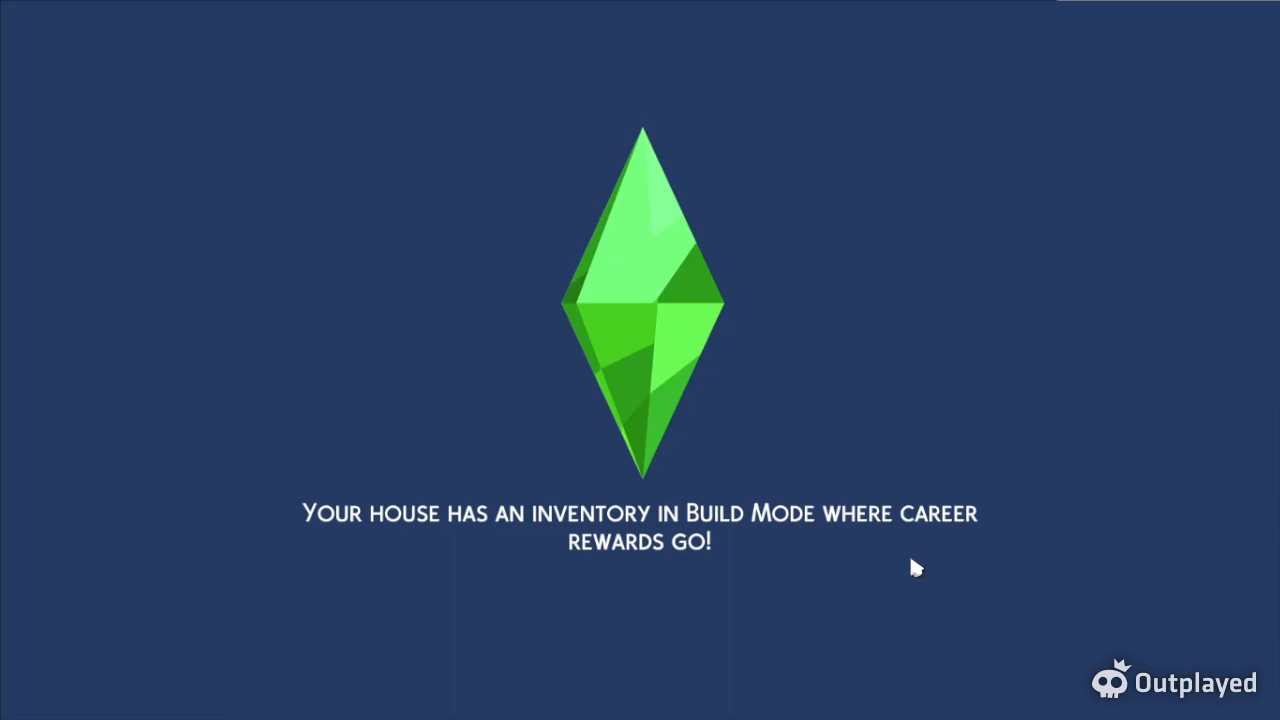 Your house has an inventory in Build Mode where career
rewards go!
Outplayed